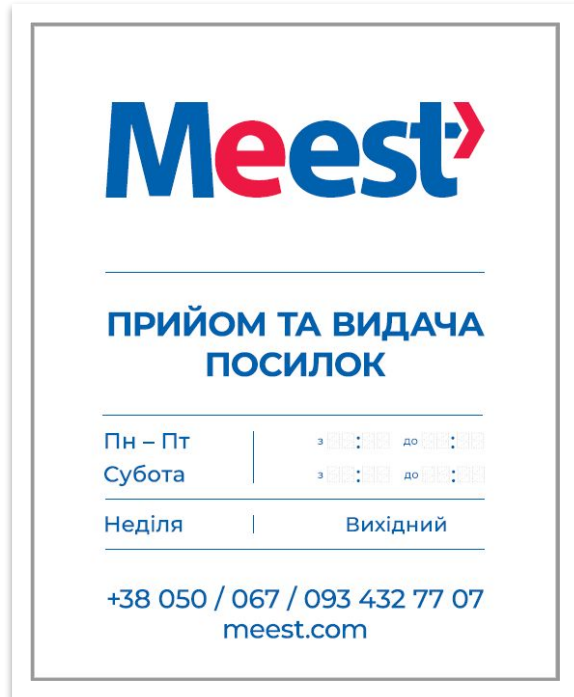 Meest
ПРИЙОМ ТА ВИДАЧА
ПОСИЛОК
Пн – Пт з : до :
Субота з : до :
Неділя Вихідний
+38 050 / 067 / 093 432 77 07
meest.com